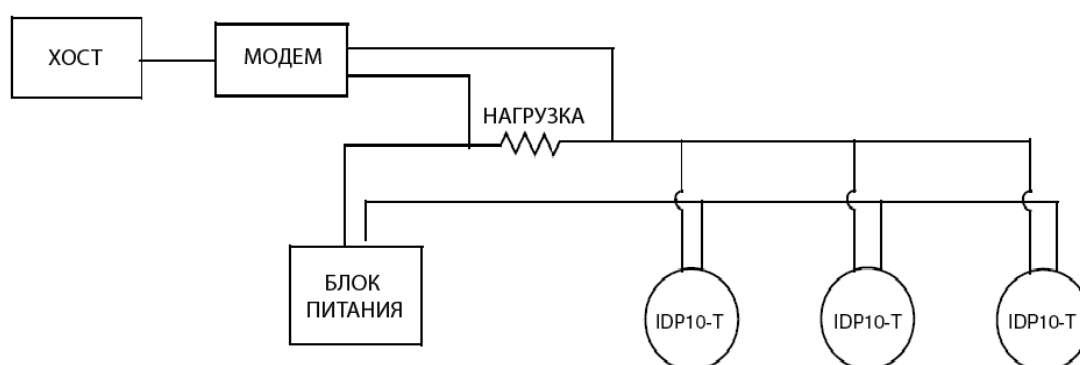 ХОСТ
МОДЕМ
НАГРУЗКА
БЛОК
ПИТАНИЯ
IDP10-T
IDP10-T
IDP10-T